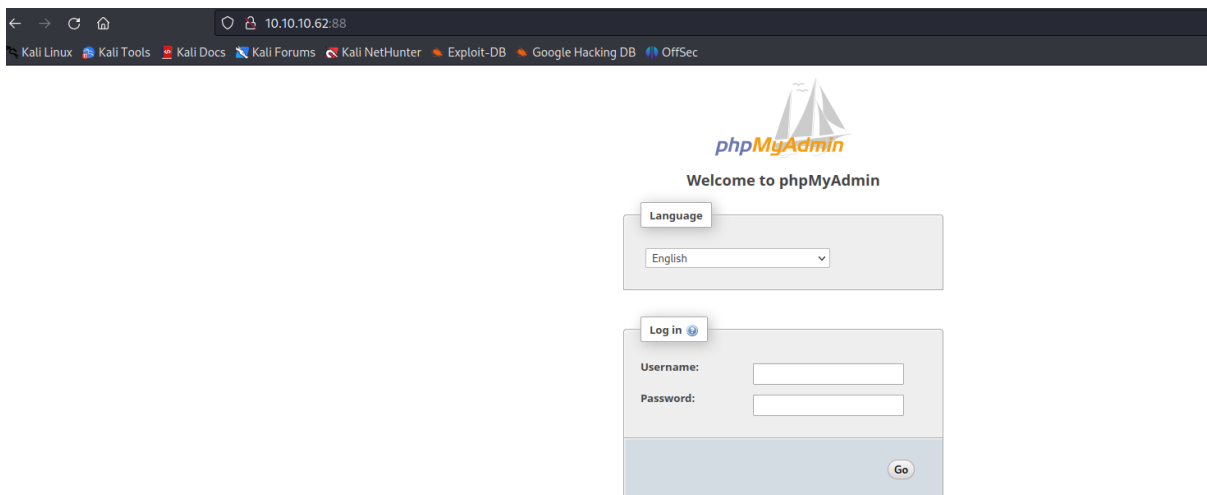 10.10.10.62:88
Kali Linux Kali Tools Kali Docs Kali Forums Kali NetHunter Exploit-DB Google Hacking DB OffSec
phpMyAdmin
Welcome to phpMyAdmin
Language
English
Log in
Username:
Password:
Go